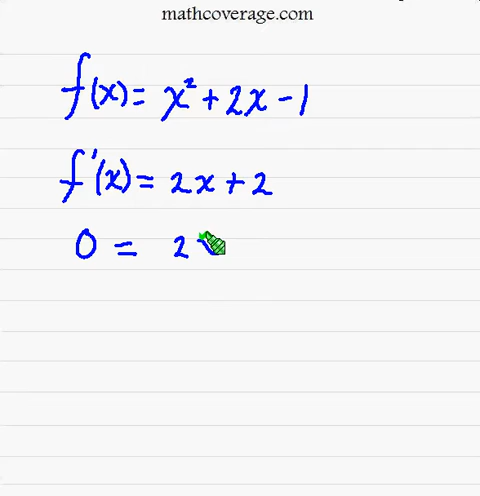 mathcoverage.com
f(x) = x² + 2x - 1
f'(x) = 2x + 2
0 = 2